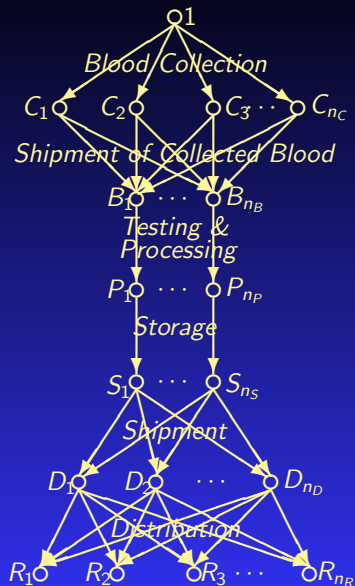 1
Blood Collection
C1 C2 C3 ··· CnC
Shipment of Collected Blood
B1 ··· BnB
Testing &
Processing
P1 ··· PnP
Storage
S1 ··· SnS
Shipment
D1 D2 ··· DnD
Distribution
R1 R2 R3 ··· RnR